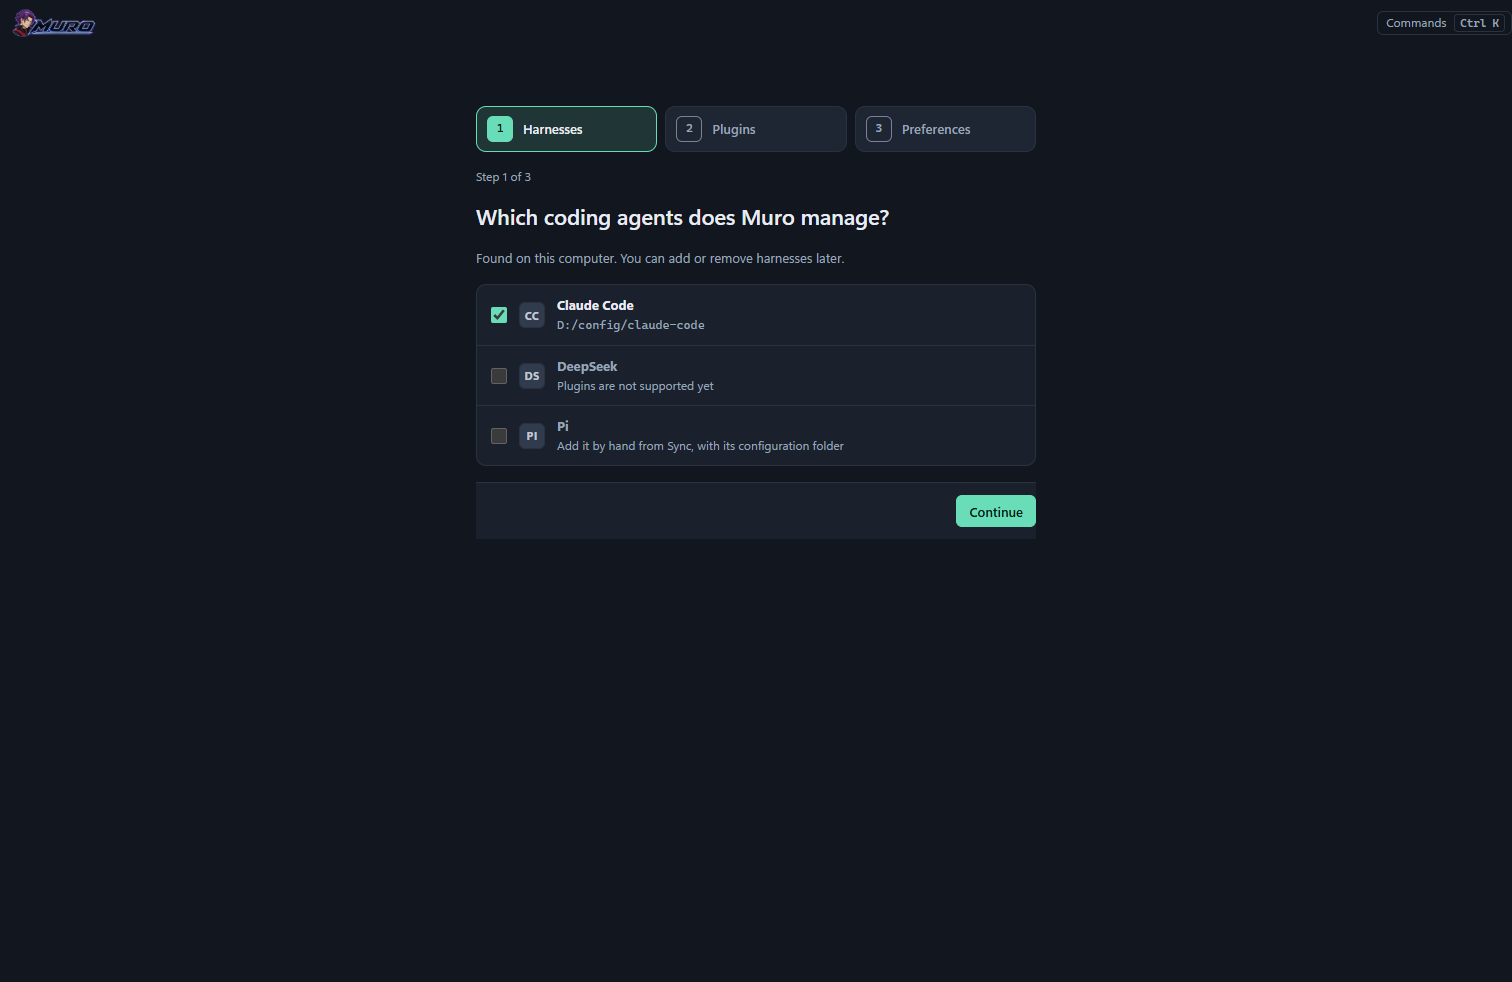 MURO
Commands Ctrl K
1 Harnesses
2 Plugins
3 Preferences
Step 1 of 3
Which coding agents does Muro manage?
Found on this computer. You can add or remove harnesses later.
CC
Claude Code
D:/config/claude-code
DS
DeepSeek
Plugins are not supported yet
PI
Pi
Add it by hand from Sync, with its configuration folder
Continue